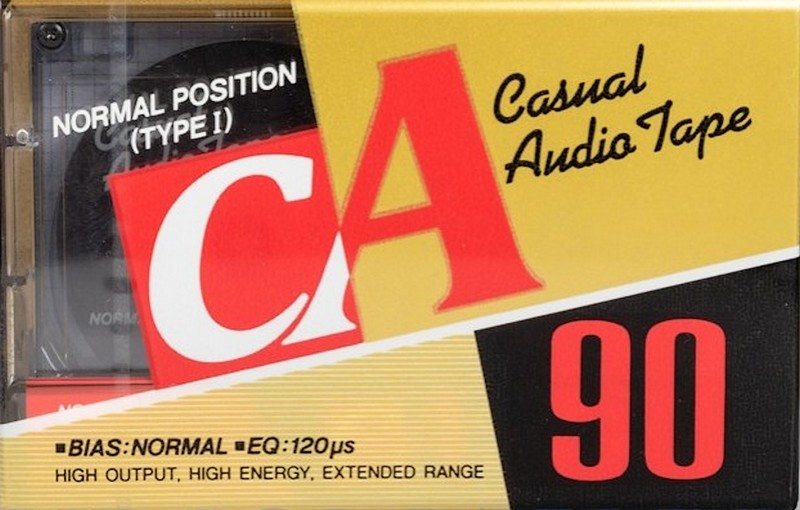 NORMAL POSITION
(TYPE I)
CA
Casual
Audio Tape
90
▪BIAS:NORMAL ▪EQ:120µs
HIGH OUTPUT, HIGH ENERGY, EXTENDED RANGE